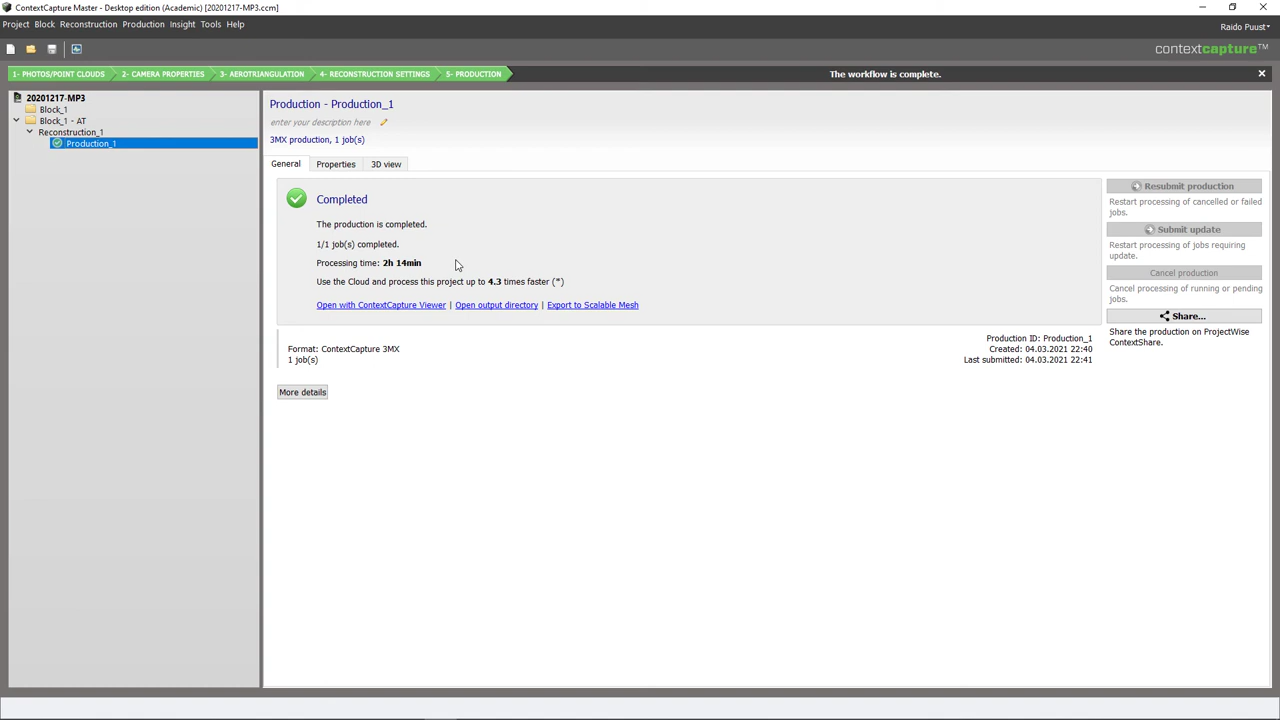 ContextCapture Master - Desktop edition (Academic) [20201217-MP3.ccm]
Project Block Reconstruction Production Insight Tools Help
Raido Puust
contextcapture™
1- PHOTOS/POINT CLOUDS 2- CAMERA PROPERTIES 3- AEROTRIANGULATION 4- RECONSTRUCTION SETTINGS 5- PRODUCTION
The workflow is complete.
20201217-MP3
Block_1
Block_1 - AT
Reconstruction_1
Production_1
Production - Production_1
enter your description here
3MX production, 1 job(s)
General Properties 3D view
Completed
The production is completed.
1/1 job(s) completed.
Processing time: 2h 14min
Use the Cloud and process this project up to 4.3 times faster (*)
Open with ContextCapture Viewer | Open output directory | Export to Scalable Mesh
Format: ContextCapture 3MX
1 job(s)
Production ID: Production_1
Created: 04.03.2021 22:40
Last submitted: 04.03.2021 22:41
More details
Resubmit production
Restart processing of cancelled or failed
jobs.
Submit update
Restart processing of jobs requiring
update.
Cancel production
Cancel processing of running or pending
jobs.
Share...
Share the production on ProjectWise
ContextShare.